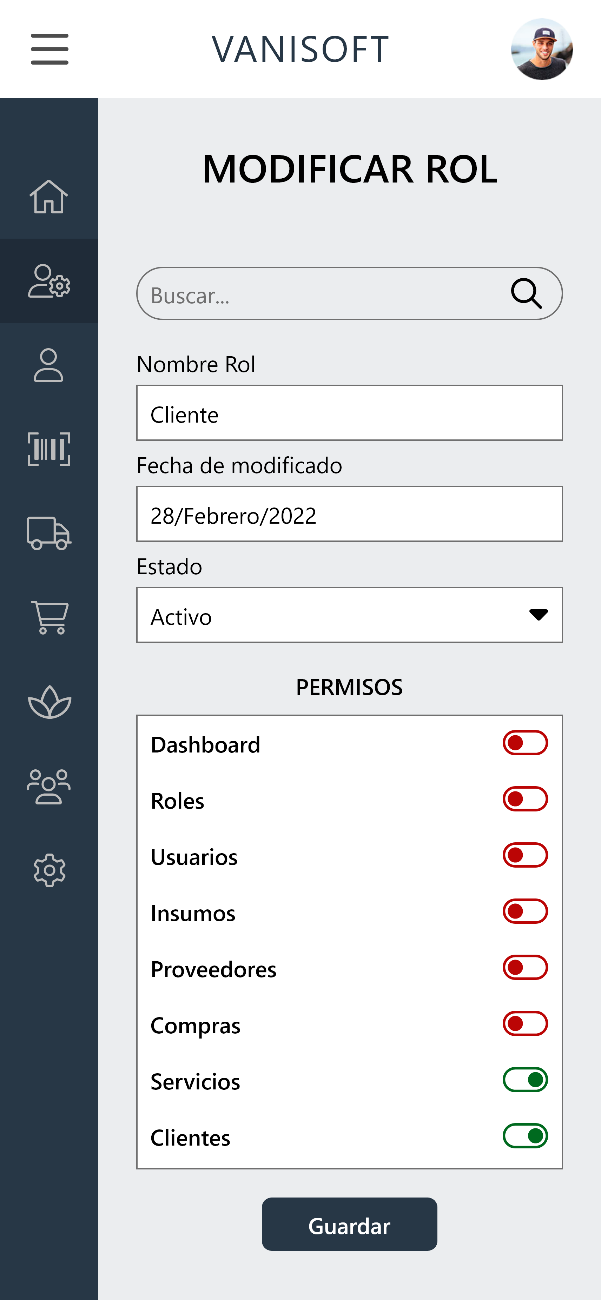 VANISOFT
MODIFICAR ROL
Buscar...
Nombre Rol
Cliente
Fecha de modificado
28/Febrero/2022
Estado
Activo
PERMISOS
Dashboard
Roles
Usuarios
Insumos
Proveedores
Compras
Servicios
Clientes
Guardar